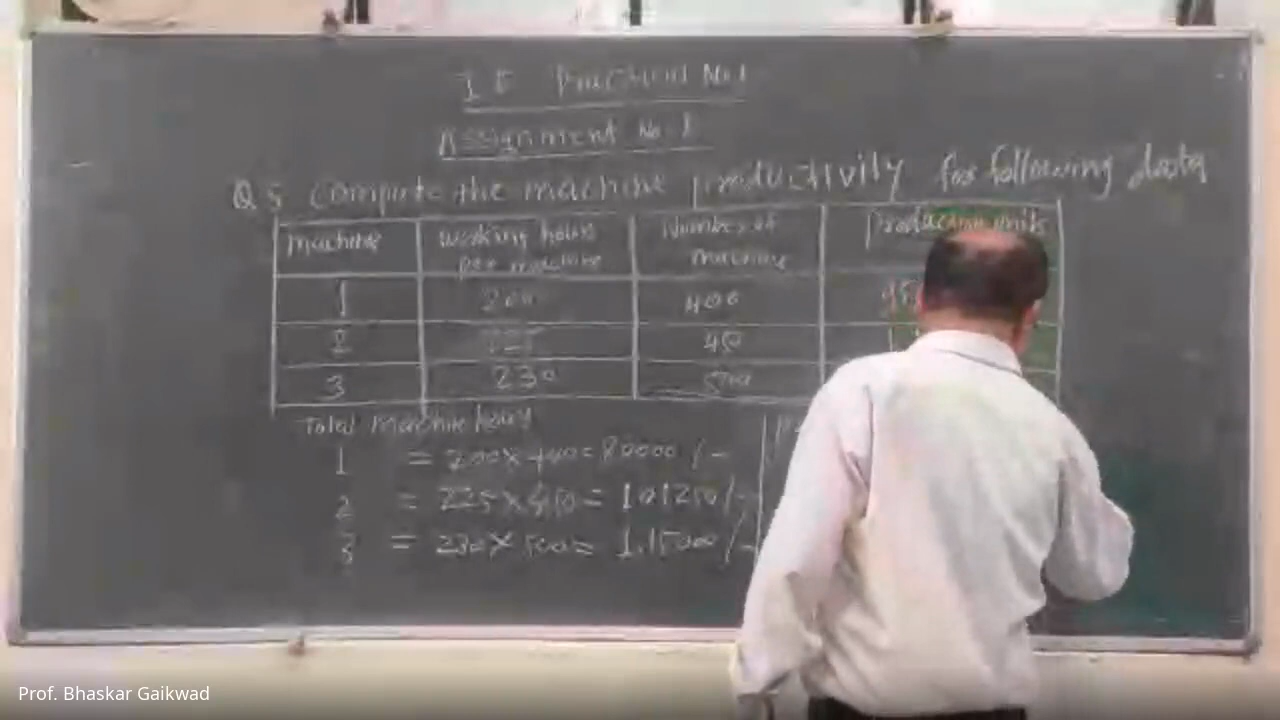 I E Practical No.1
Assignment No. 1
Q 5 Compute the machine productivity for following data
Machine working hours per machine Number of machine Production units
1 200 400
2 225 450
3 230 500
Total machine hours
1 = 200×400= 80000 /-
2 = 225×450= 101250/-
3 = 230×500= 1,15000 /-
Prof. Bhaskar Gaikwad